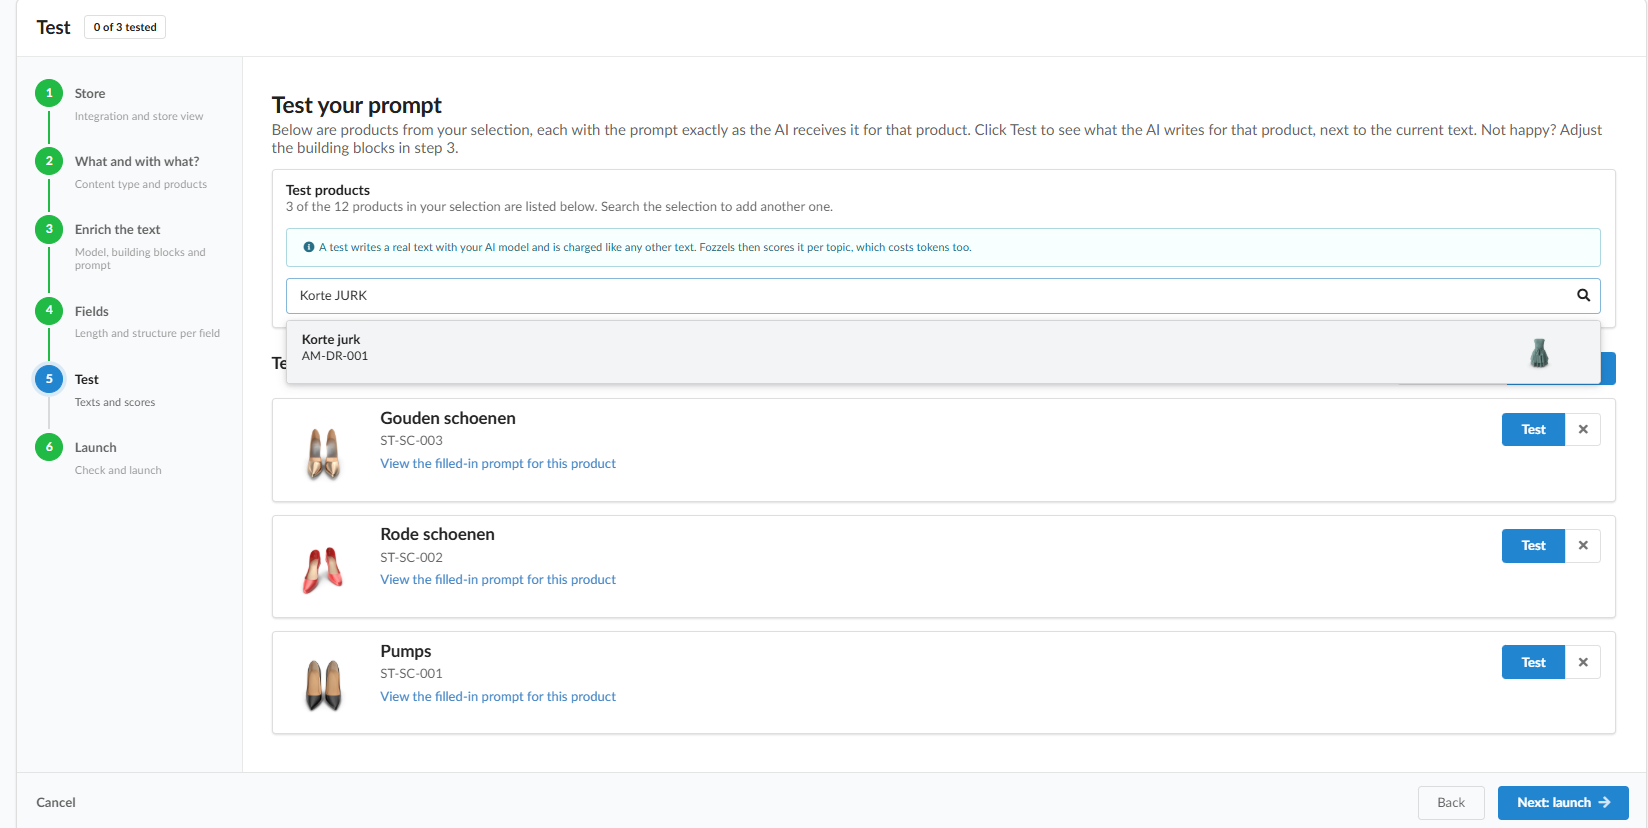 Test
0 of 3 tested
1
Store
Integration and store view
2
What and with what?
Content type and products
3
Enrich the text
Model, building blocks and
prompt
4
Fields
Length and structure per field
5
Test
Texts and scores
6
Launch
Check and launch
Test your prompt
Below are products from your selection, each with the prompt exactly as the AI receives it for that product. Click Test to see what the AI writes for that product, next to the current text. Not happy? Adjust
the building blocks in step 3.
Test products
3 of the 12 products in your selection are listed below. Search the selection to add another one.
A test writes a real text with your AI model and is charged like any other text. Fozzels then scores it per topic, which costs tokens too.
Korte JURK
Korte jurk
AM-DR-001
Gouden schoenen
ST-SC-003
View the filled-in prompt for this product
Test
Rode schoenen
ST-SC-002
View the filled-in prompt for this product
Test
Pumps
ST-SC-001
View the filled-in prompt for this product
Test
Cancel
Back
Next: launch